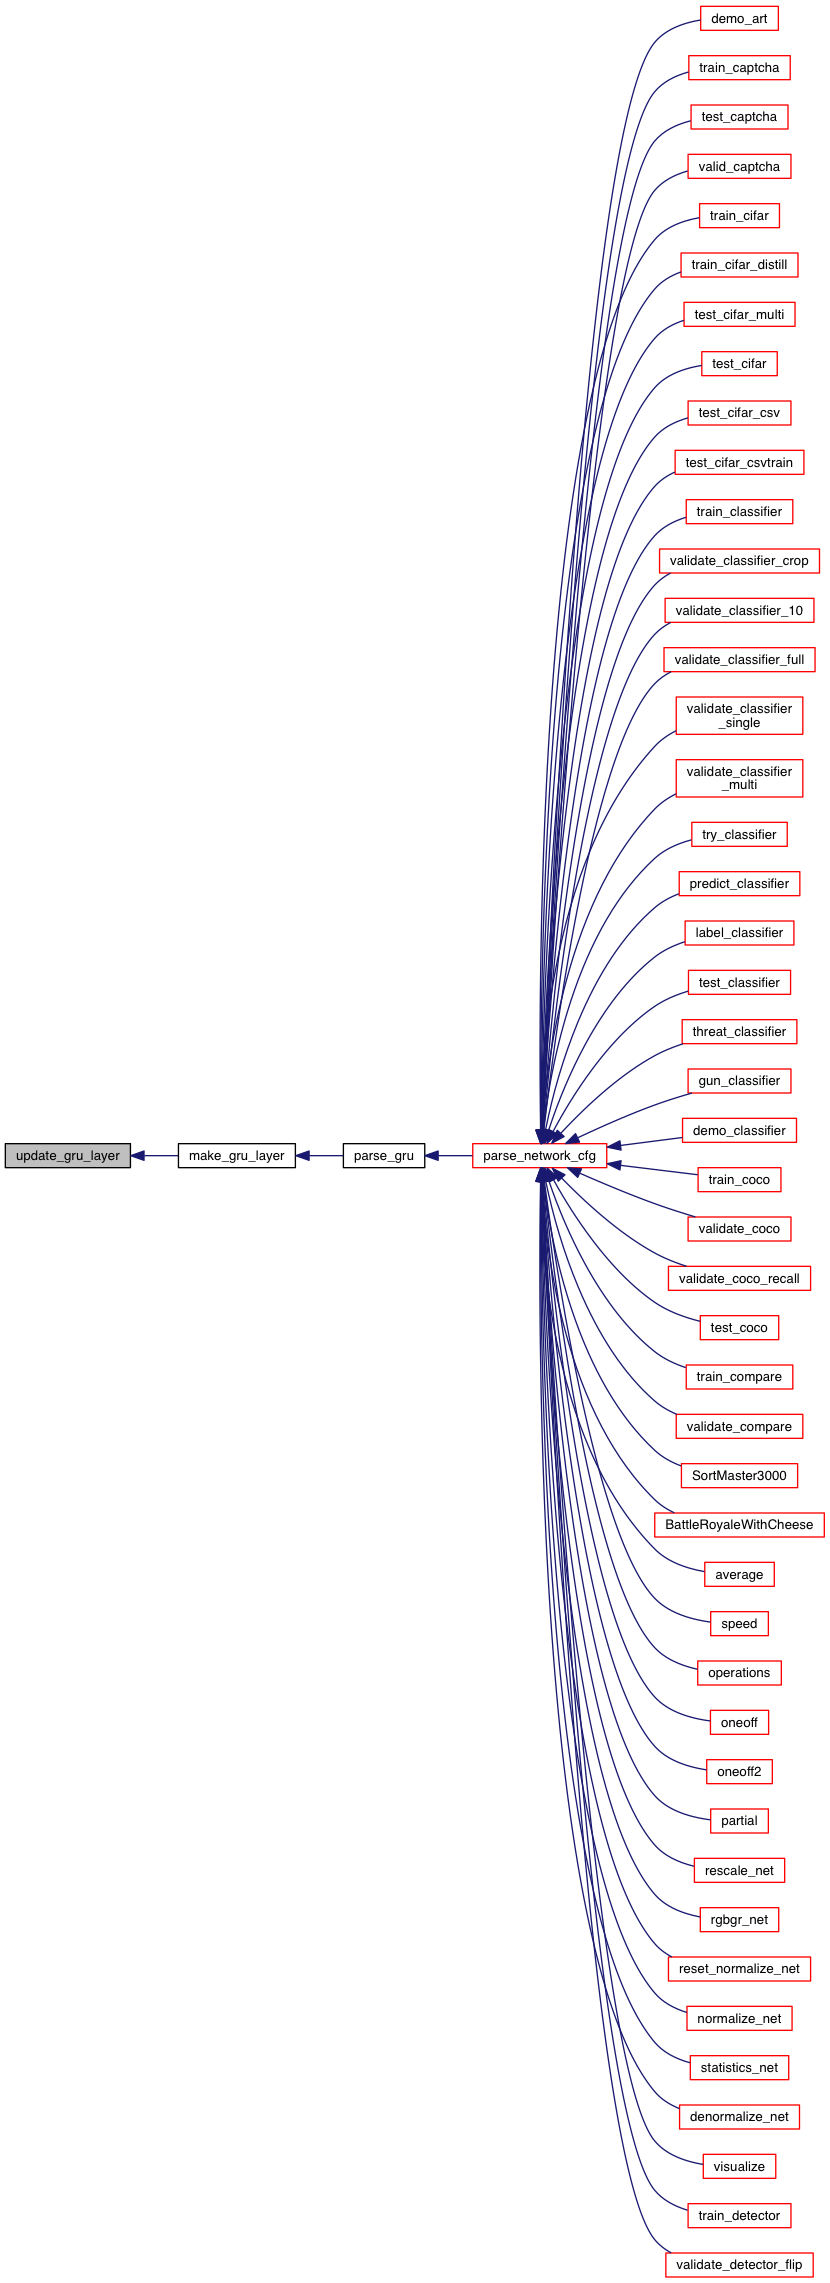 demo_art
train_captcha
test_captcha
valid_captcha
train_cifar
train_cifar_distill
test_cifar_multi
test_cifar
test_cifar_csv
test_cifar_csvtrain
train_classifier
validate_classifier_crop
validate_classifier_10
validate_classifier_full
validate_classifier
_single
validate_classifier
_multi
try_classifier
predict_classifier
label_classifier
test_classifier
threat_classifier
gun_classifier
demo_classifier
update_gru_layer
make_gru_layer
parse_gru
parse_network_cfg
train_coco
validate_coco
validate_coco_recall
test_coco
train_compare
validate_compare
SortMaster3000
BattleRoyaleWithCheese
average
speed
operations
oneoff
oneoff2
partial
rescale_net
rgbgr_net
reset_normalize_net
normalize_net
statistics_net
denormalize_net
visualize
train_detector
validate_detector_flip